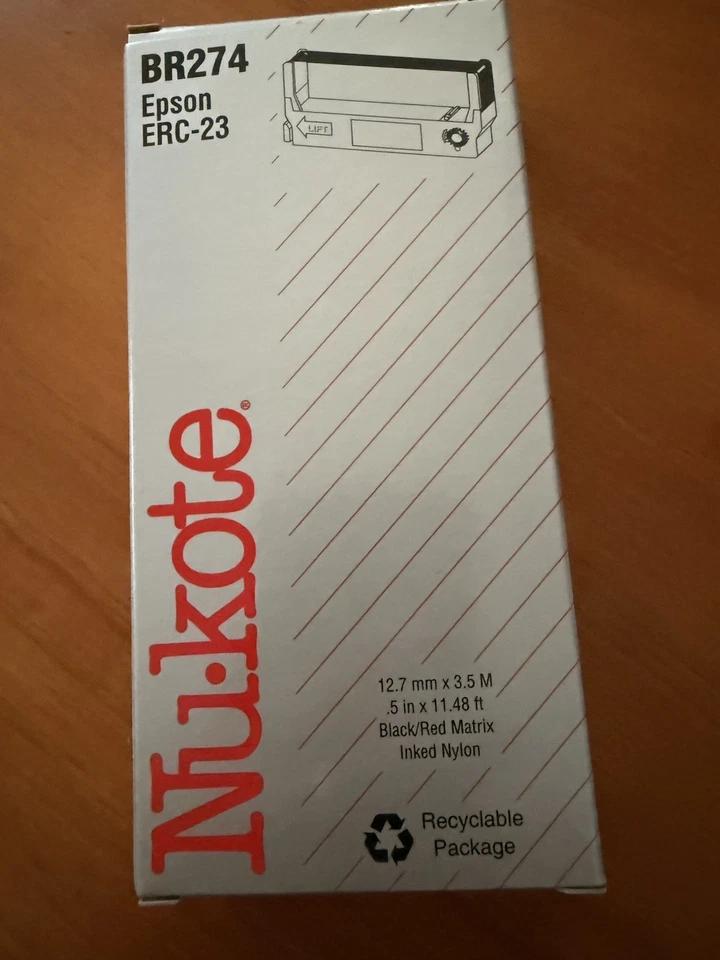 BR274
Epson
ERC-23
LIFT
Nu·kote®
12.7 mm x 3.5 M
.5 in x 11.48 ft
Black/Red Matrix
Inked Nylon
Recyclable
Package